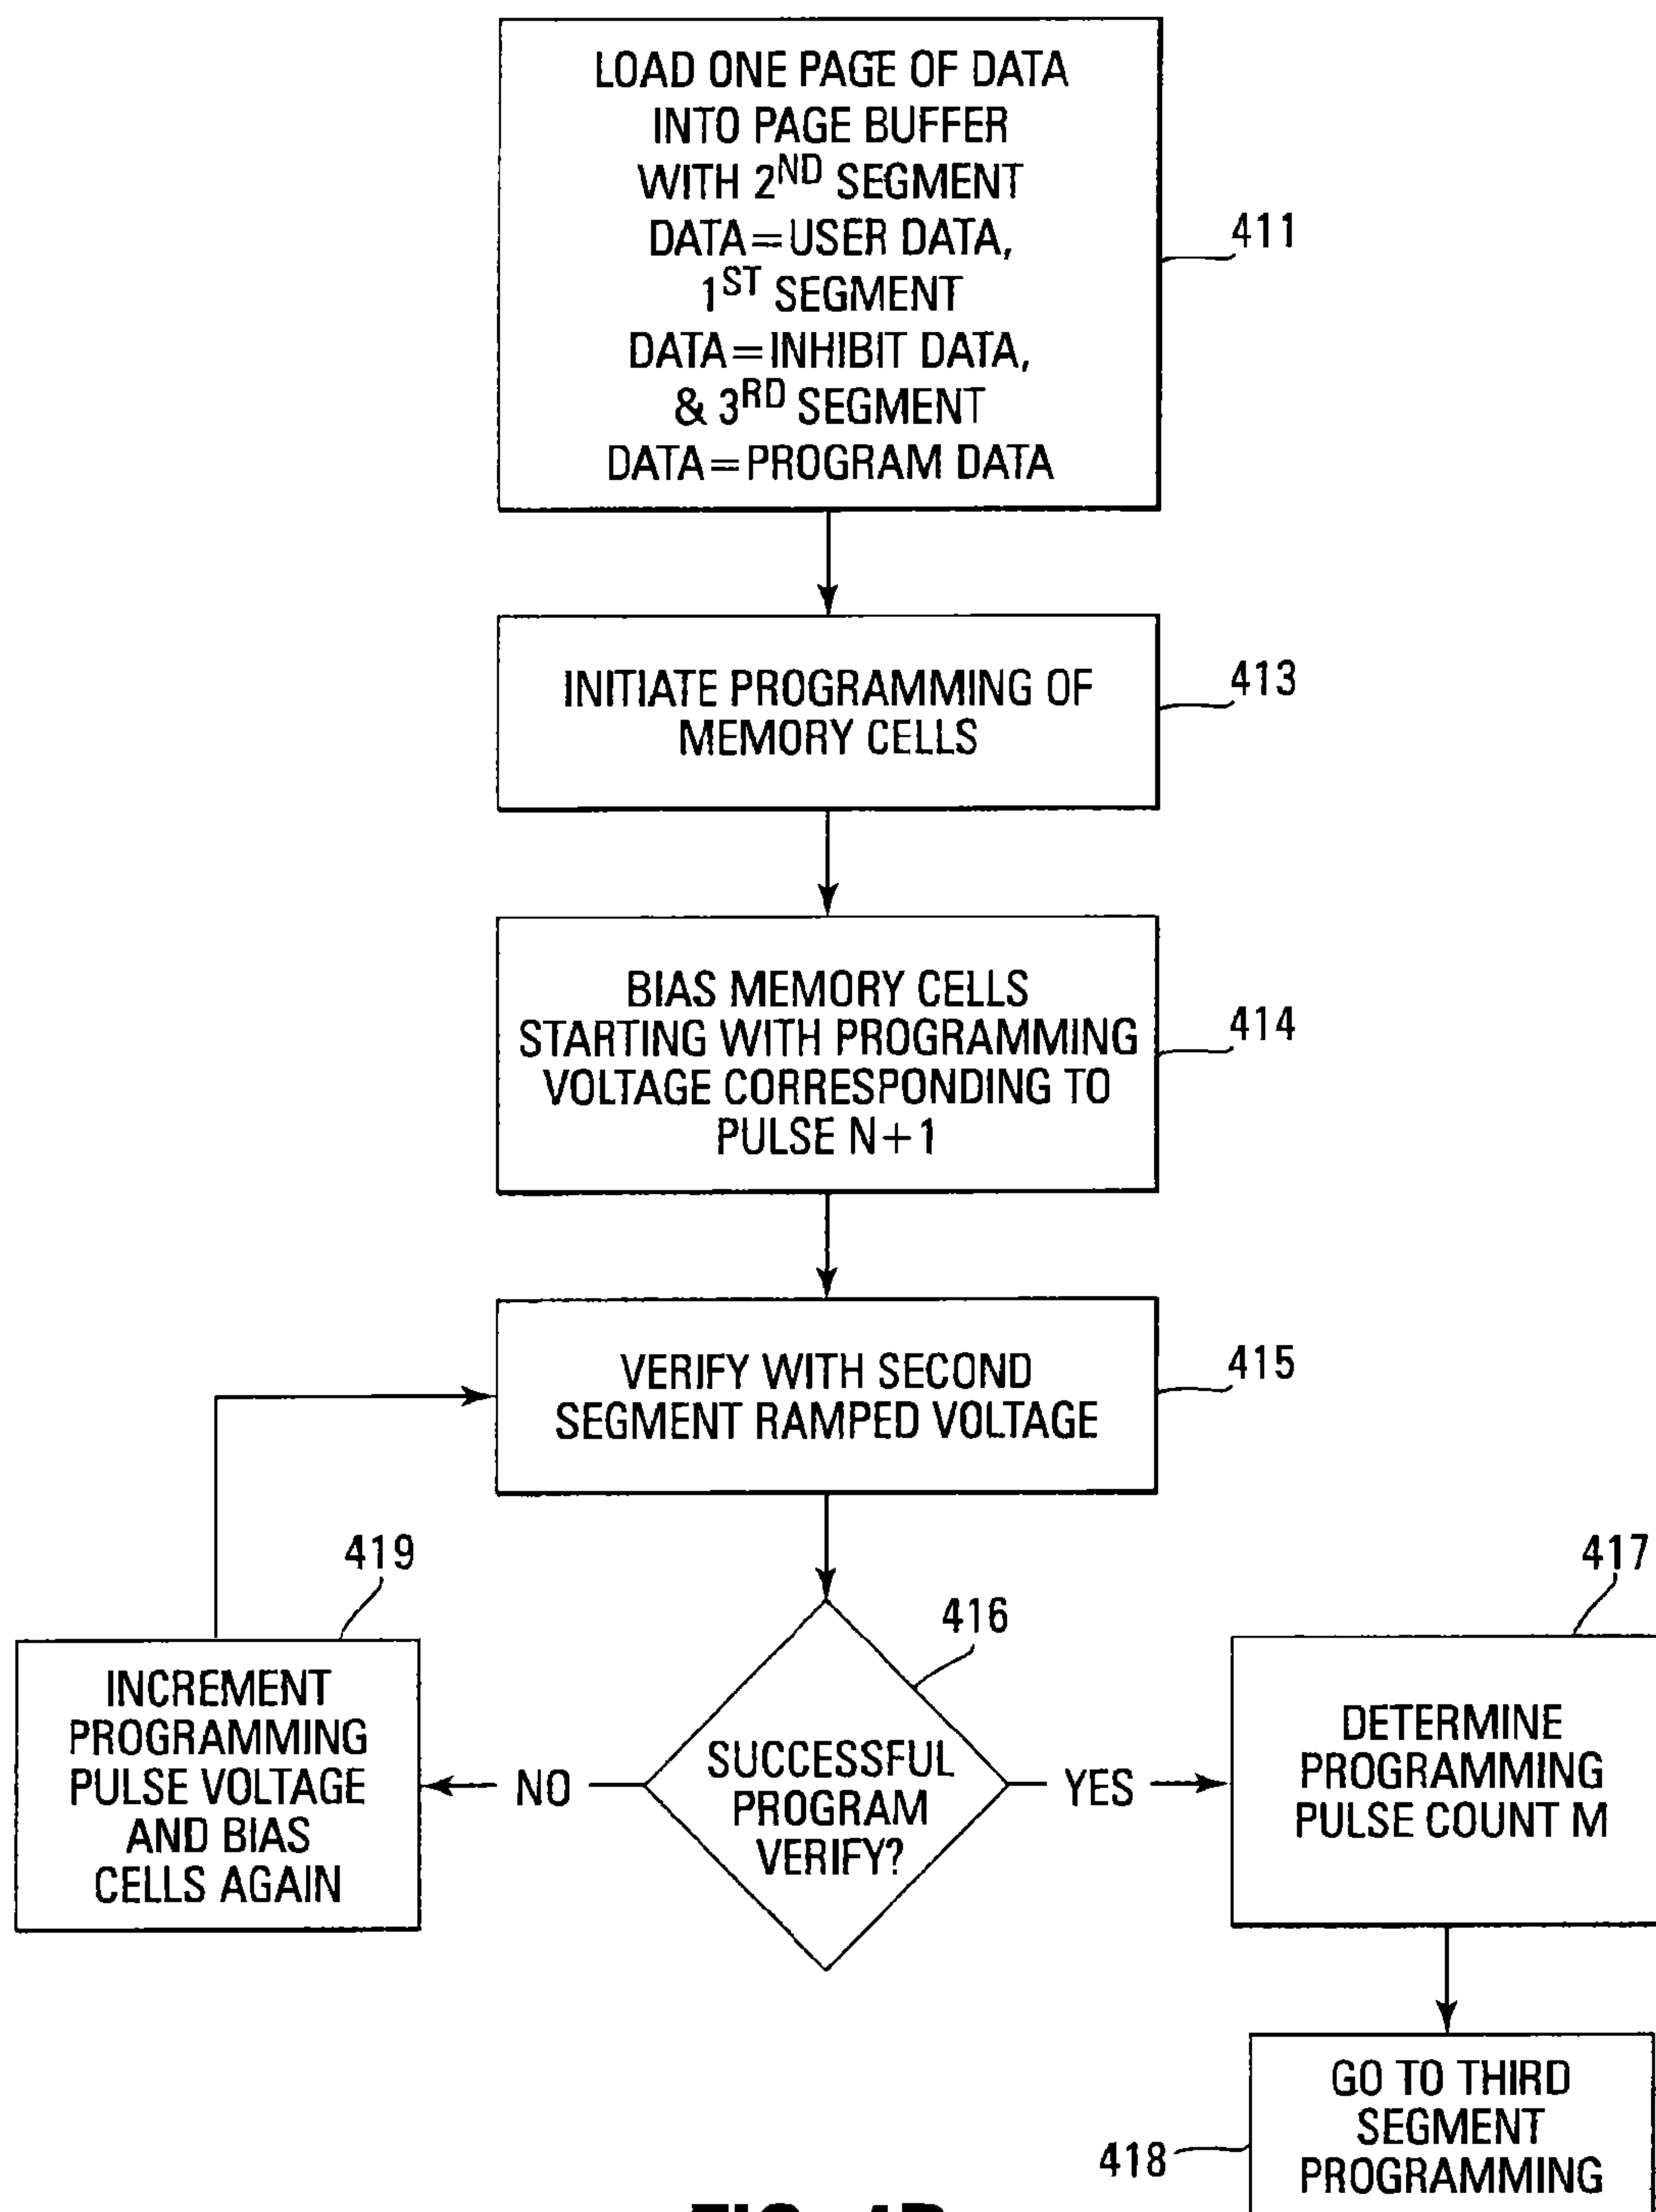 LOAD ONE PAGE OF DATA
INTO PAGE BUFFER
WITH 2ND SEGMENT
DATA=USER DATA,
1ST SEGMENT
DATA=INHIBIT DATA,
& 3RD SEGMENT
DATA=PROGRAM DATA
411
INITIATE PROGRAMMING OF
MEMORY CELLS
413
BIAS MEMORY CELLS
STARTING WITH PROGRAMMING
VOLTAGE CORRESPONDING TO
PULSE N+1
414
VERIFY WITH SECOND
SEGMENT RAMPED VOLTAGE
415
419
INCREMENT
PROGRAMMING
PULSE VOLTAGE
AND BIAS
CELLS AGAIN
NO
416
SUCCESSFUL
PROGRAM
VERIFY?
YES
417
DETERMINE
PROGRAMMING
PULSE COUNT M
GO TO THIRD
SEGMENT
PROGRAMMING
418